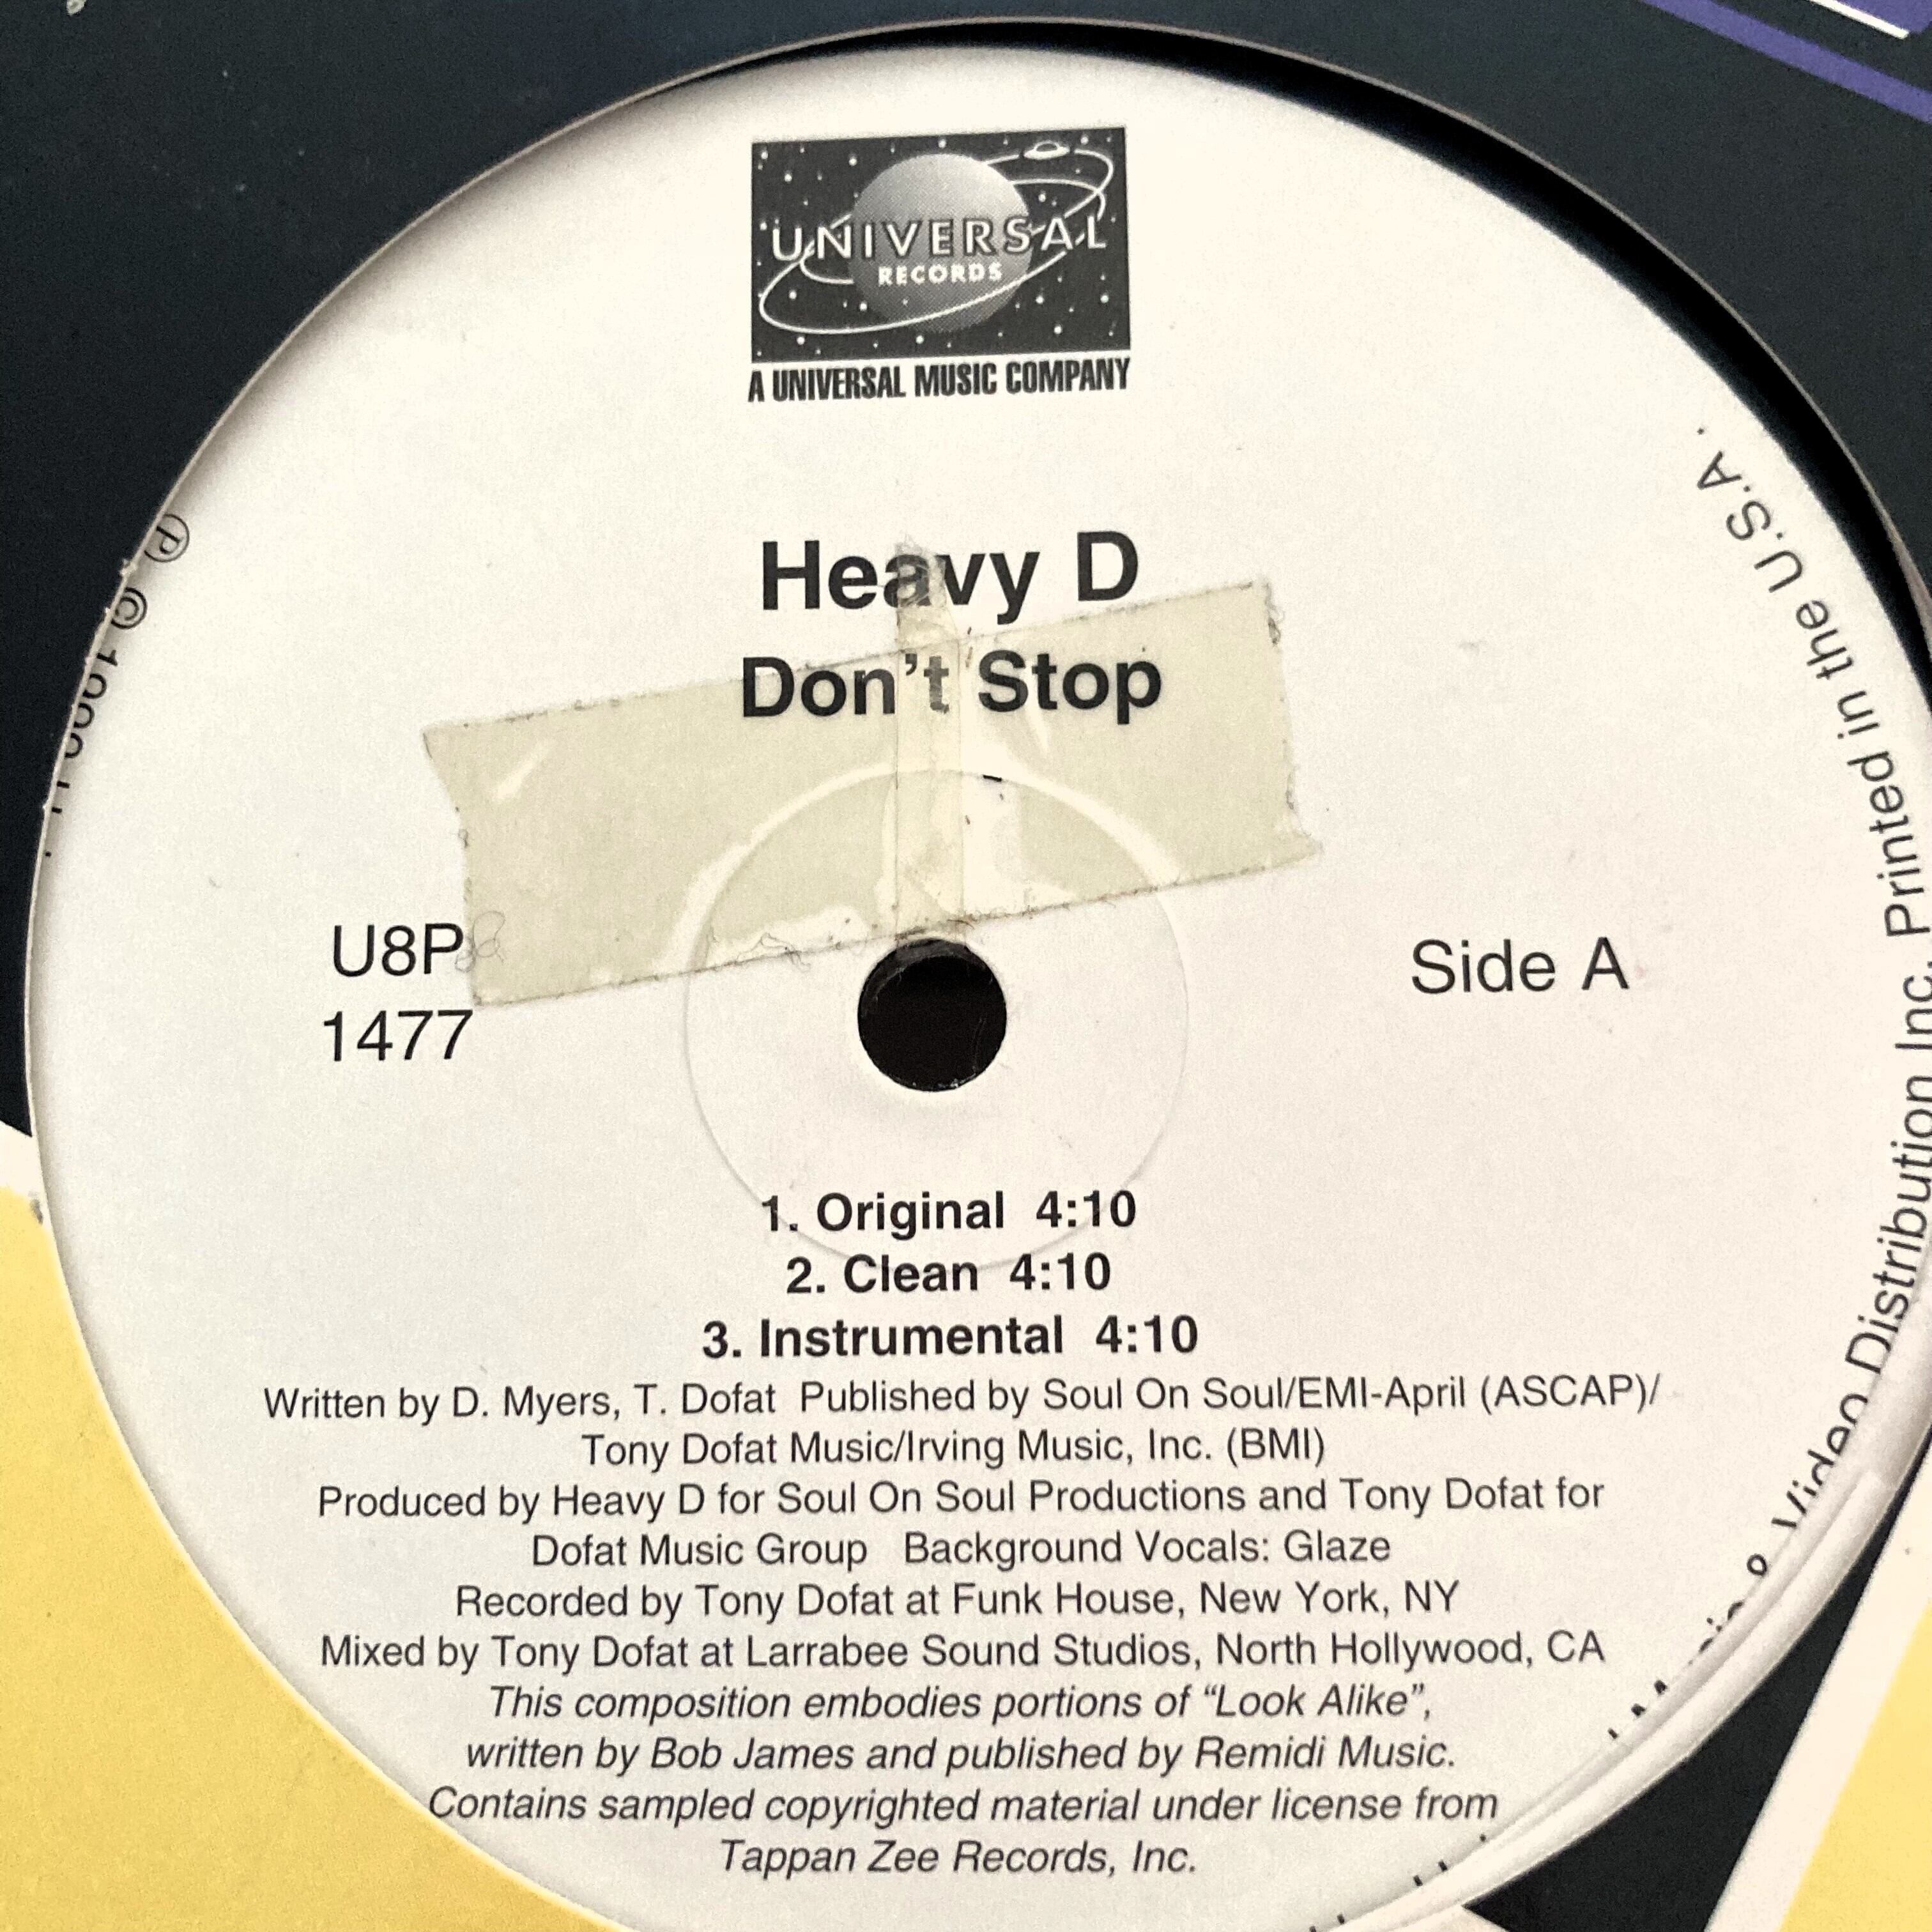 UNIVERSAL
RECORDS
A UNIVERSAL MUSIC COMPANY
Heavy D
Don't Stop
U8P
1477
Side A
1. Original 4:10
2. Clean 4:10
3. Instrumental 4:10
Written by D. Myers, T. Dofat Published by Soul On Soul/EMI-April (ASCAP)/
Tony Dofat Music/Irving Music, Inc. (BMI)
Produced by Heavy D for Soul On Soul Productions and Tony Dofat for
Dofat Music Group Background Vocals: Glaze
Recorded by Tony Dofat at Funk House, New York, NY
Mixed by Tony Dofat at Larrabee Sound Studios, North Hollywood, CA
This composition embodies portions of “Look Alike”,
written by Bob James and published by Remidi Music.
Contains sampled copyrighted material under license from
Tappan Zee Records, Inc.
Ⓟ ©
& Video Distribution Inc. Printed in the U.S.A.